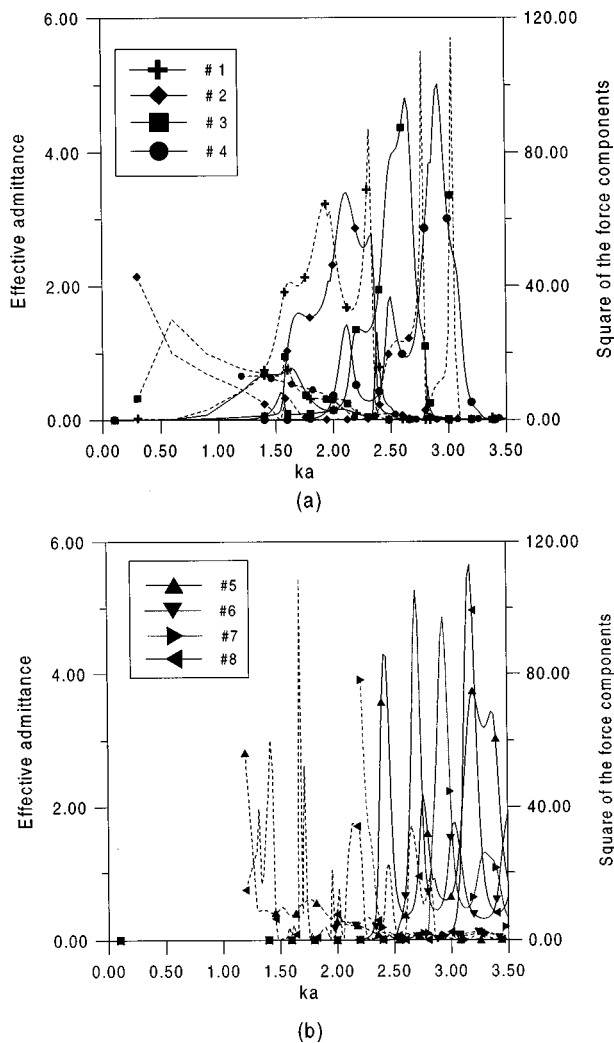 6.00
120.00
# 1
# 2
# 3
# 4
4.00
80.00
Effective admittance
Square of the force components
2.00
40.00
0.00
0.00
0.00 0.50 1.00 1.50 2.00 2.50 3.00 3.50
ka
(a)
6.00
120.00
#5
#6
#7
#8
4.00
80.00
Effective admittance
Square of the force components
2.00
40.00
0.00
0.00
0.00 0.50 1.00 1.50 2.00 2.50 3.00 3.50
ka
(b)